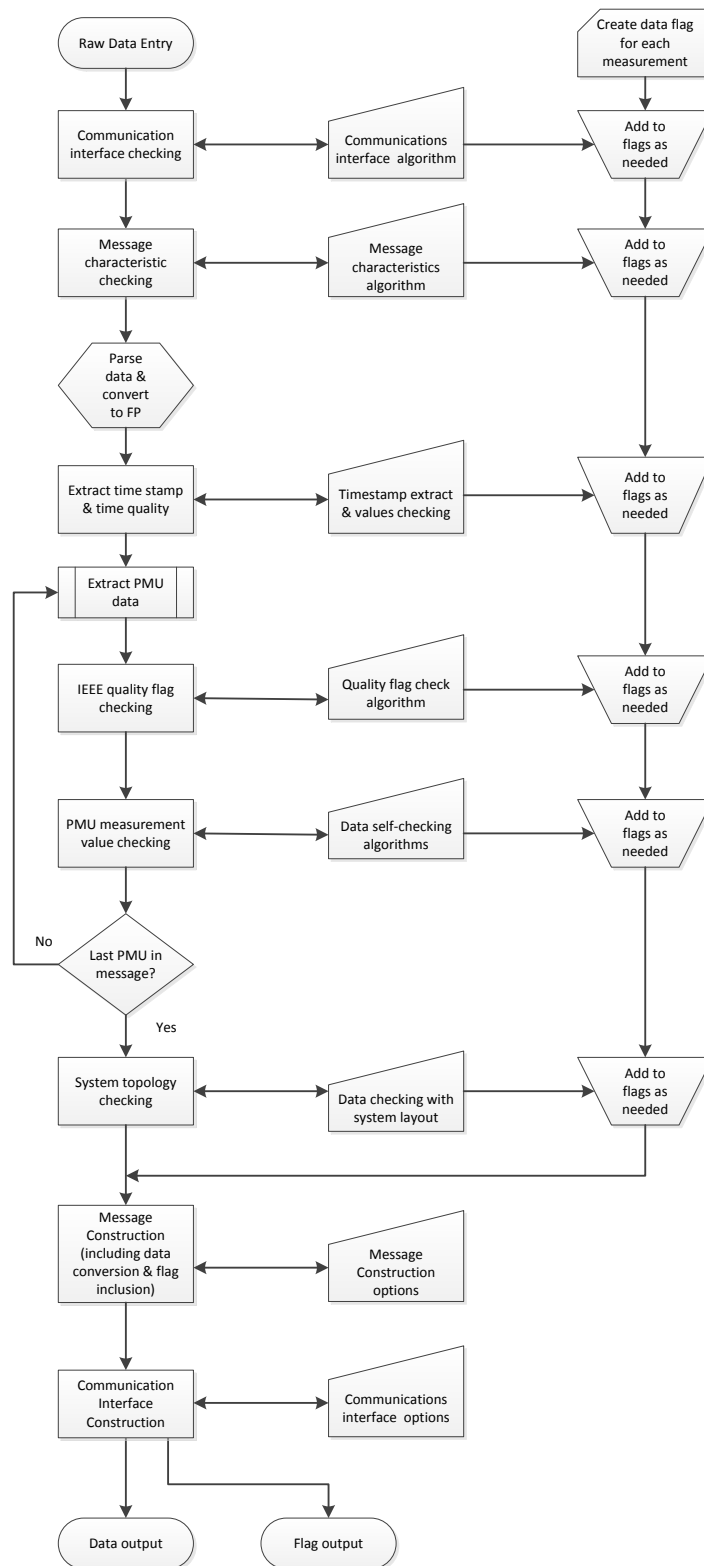 Raw Data Entry
Create data flag
for each
measurement
Communication
interface checking
Communications
interface algorithm
Add to
flags as
needed
Message
characteristic
checking
Message
characteristics
algorithm
Add to
flags as
needed
Parse
data &
convert
to FP
Extract time stamp
& time quality
Timestamp extract
& values checking
Add to
flags as
needed
Extract PMU
data
IEEE quality flag
checking
Quality flag check
algorithm
Add to
flags as
needed
PMU measurement
value checking
Data self-checking
algorithms
Add to
flags as
needed
No
Last PMU in
message?
Yes
System topology
checking
Data checking with
system layout
Add to
flags as
needed
Message
Construction
(including data
conversion & flag
inclusion)
Message
Construction
options
Communication
Interface
Construction
Communications
interface options
Data output
Flag output